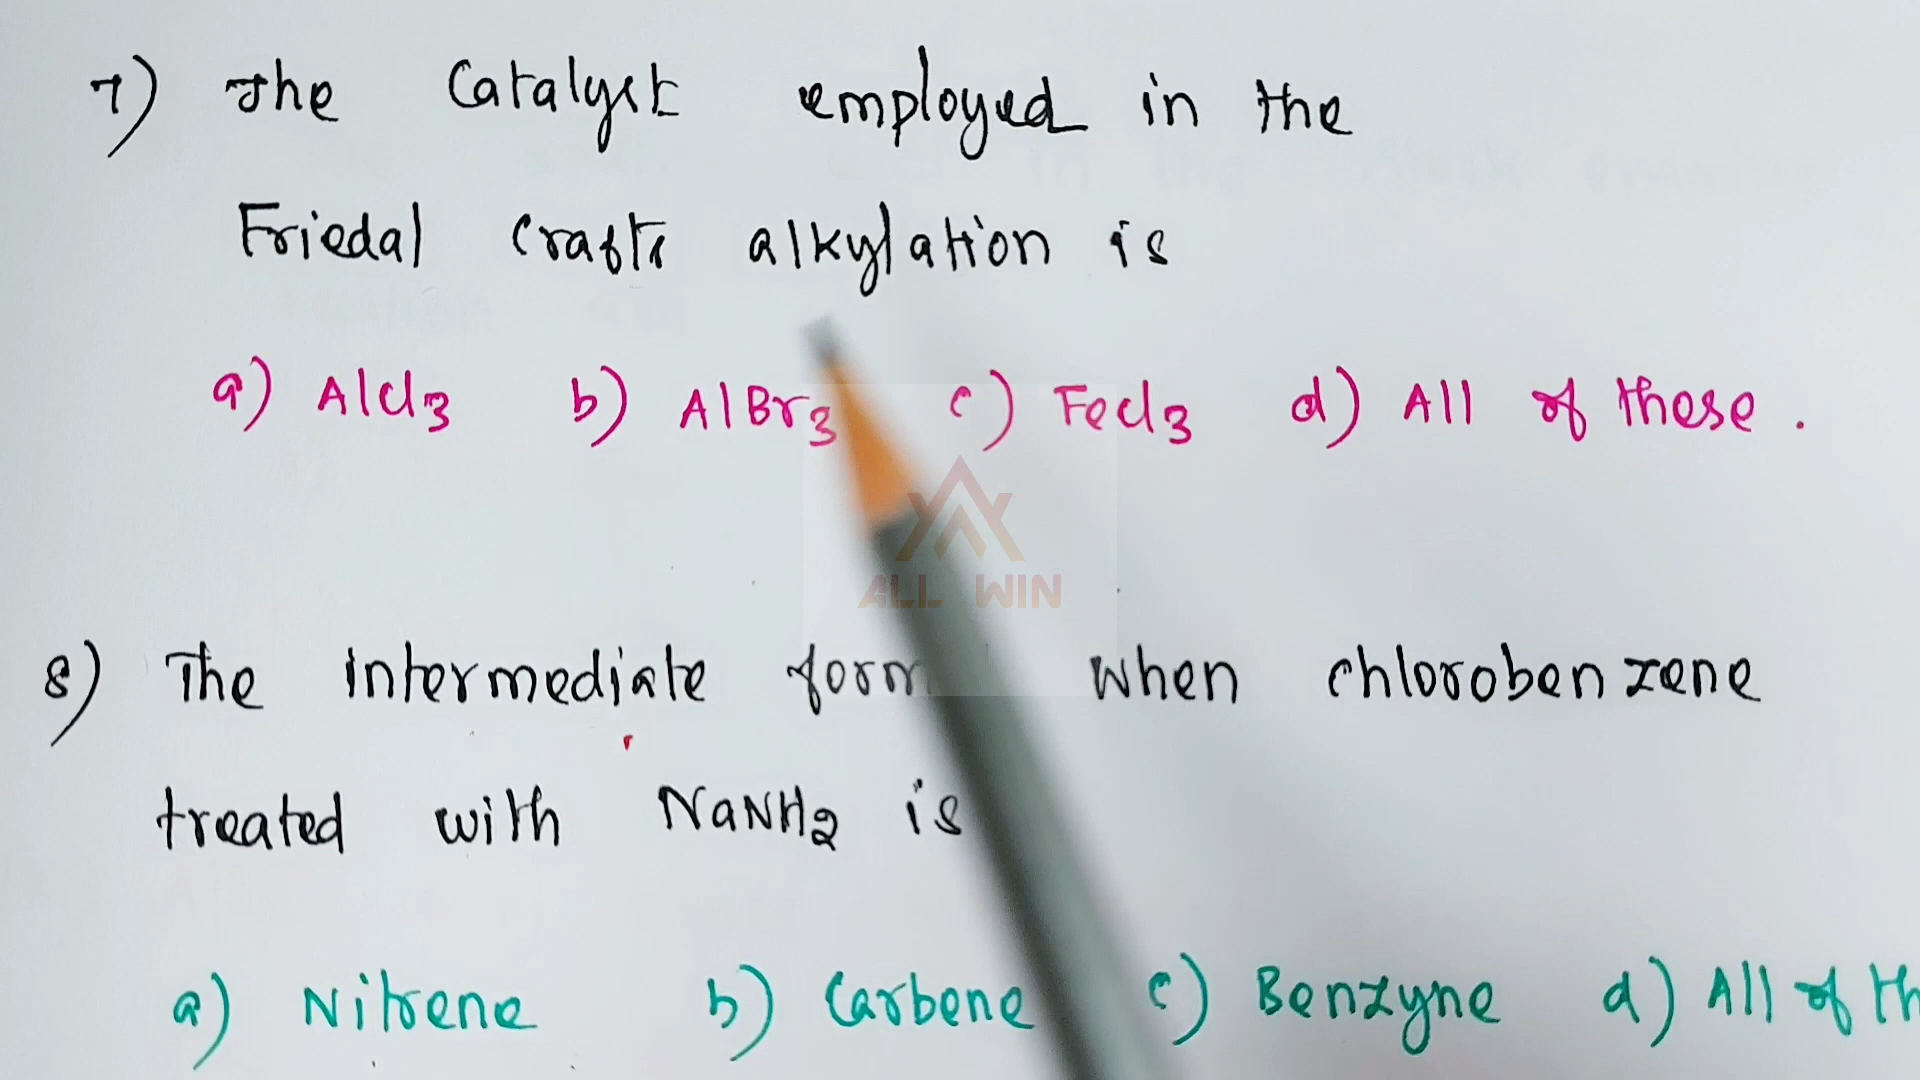 7) The Catalyst employed in the
Friedal crafts alkylation is
a) AlCl3 b) AlBr3 c) FeCl3 d) All of these.
ALL WIN
8) The intermediate form when chlorobenzene
treated with NaNH2 is
a) Nitrene b) Carbene c) Benzyne d) All of th